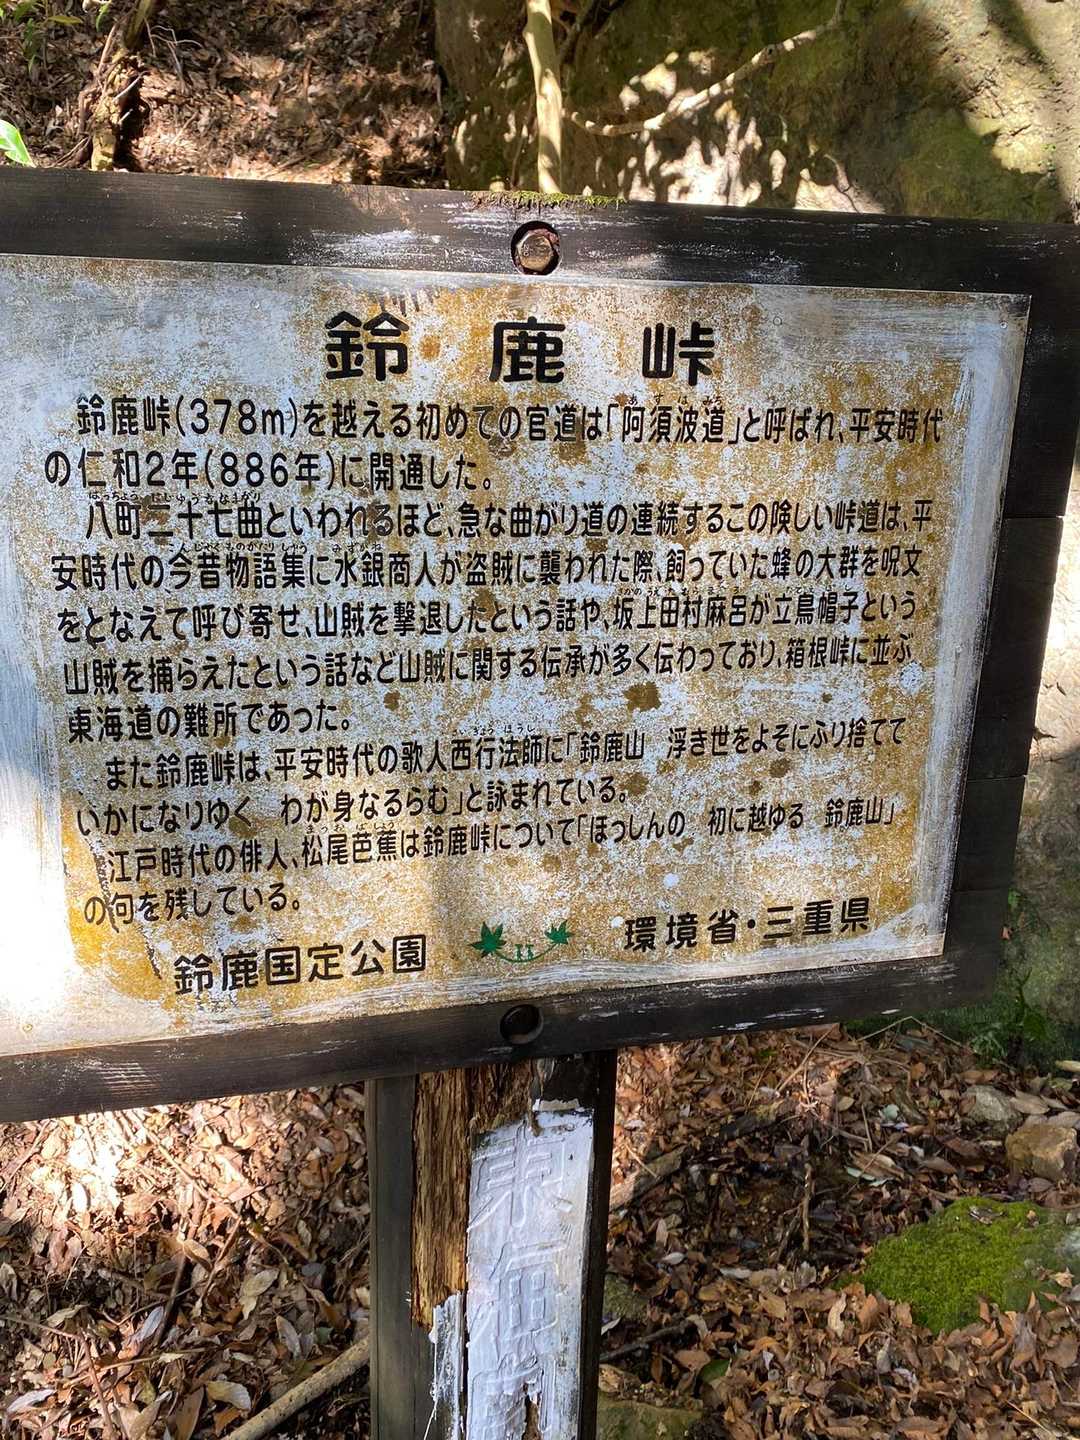 鈴鹿峠
鈴鹿峠(378m)を越える初めての官道は「阿須波道」と呼ばれ、平安時代
の仁和2年(886年)に開通した。
八町二十七曲といわれるほど、急な曲がり道の連続するこの険しい峠道は、平
安時代の今昔物語集に水銀商人が盗賊に襲われた際、飼っていた蜂の大群を呪文
をとなえて呼び寄せ、山賊を撃退したという話や、坂上田村麻呂が立烏帽子という
山賊を捕らえたという話など山賊に関する伝承が多く伝わっており、箱根峠に並ぶ
東海道の難所であった。
また鈴鹿峠は、平安時代の歌人西行法師に「鈴鹿山　浮き世をよそにふり捨てて
いかになりゆく　わが身なるらむ」と詠まれている。
江戸時代の俳人、松尾芭蕉は鈴鹿峠について「ほっしんの　初に越ゆる　鈴鹿山」
の句を残している。
鈴鹿国定公園　環境省・三重県
東海